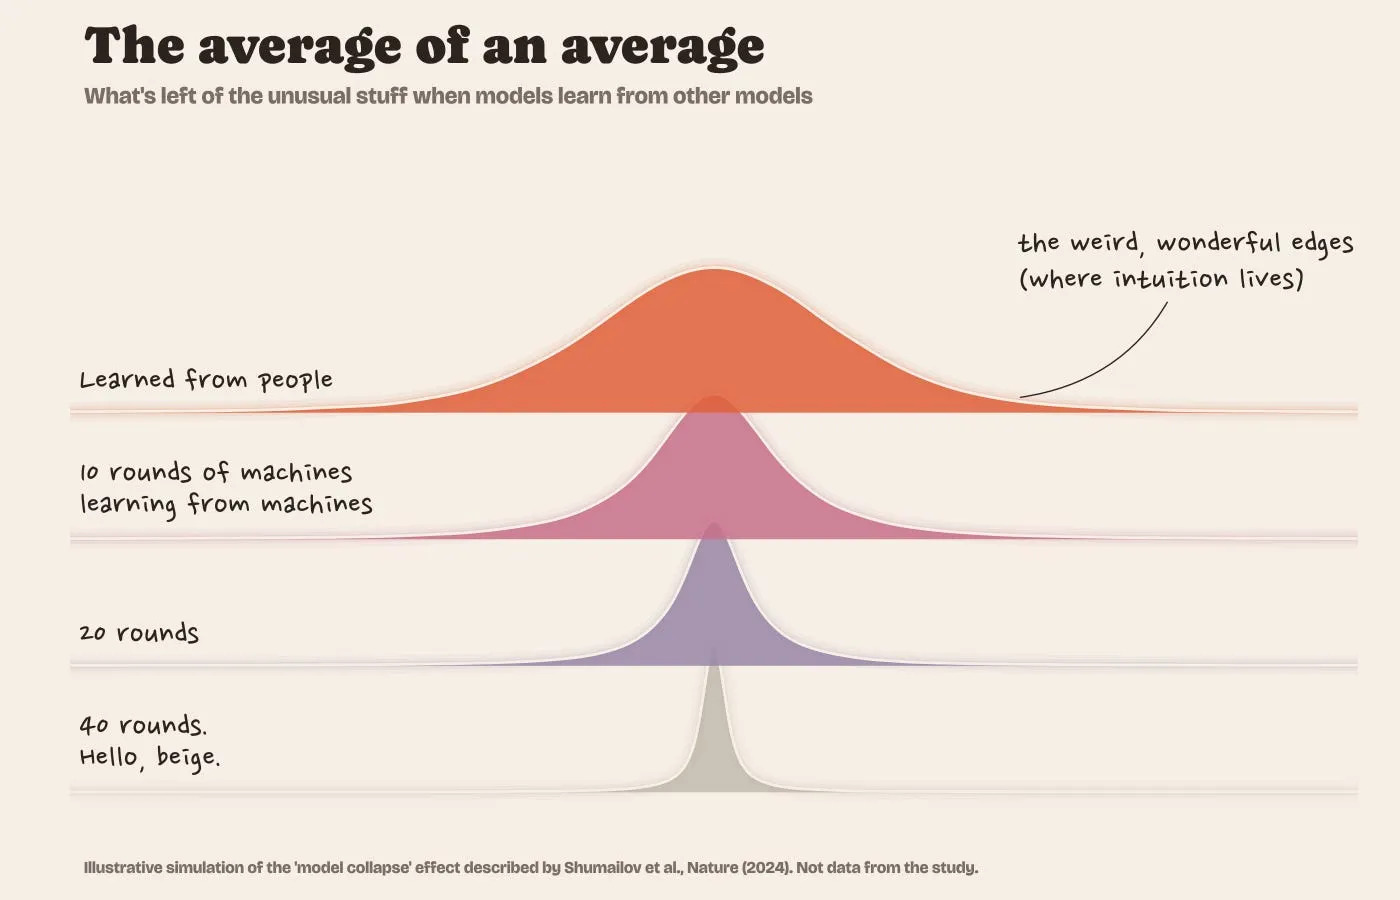 The average of an average
What's left of the unusual stuff when models learn from other models
the weird, wonderful edges
(where intuition lives)
Learned from people
10 rounds of machines
learning from machines
20 rounds
40 rounds.
Hello, beige.
Illustrative simulation of the 'model collapse' effect described by Shumailov et al., Nature (2024). Not data from the study.